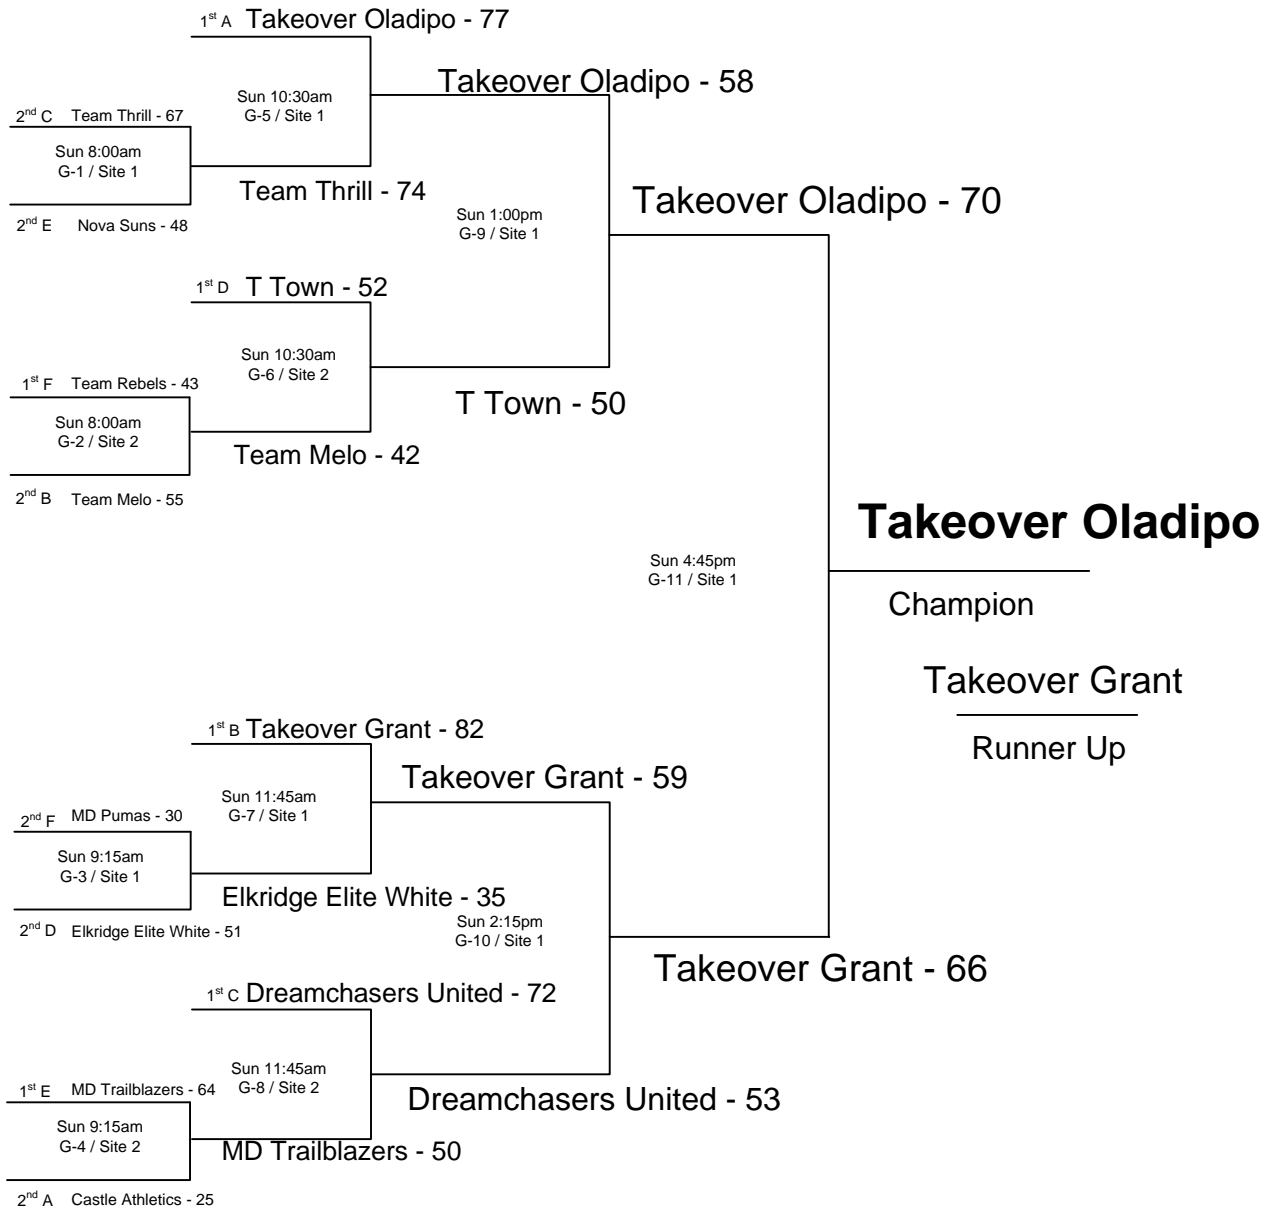 1st A Takeover Oladipo - 77
Takeover Oladipo - 58
Sun 10:30am
G-5 / Site 1
2nd C Team Thrill - 67
Sun 8:00am
G-1 / Site 1
Team Thrill - 74
Takeover Oladipo - 70
2nd E Nova Suns - 48
Sun 1:00pm
G-9 / Site 1
1st D T Town - 52
Sun 10:30am
G-6 / Site 2
1st F Team Rebels - 43
T Town - 50
Sun 8:00am
G-2 / Site 2
Team Melo - 42
2nd B Team Melo - 55
Takeover Oladipo
Sun 4:45pm
G-11 / Site 1
Champion
Takeover Grant
Runner Up
1st B Takeover Grant - 82
Takeover Grant - 59
Sun 11:45am
G-7 / Site 1
2nd F MD Pumas - 30
Sun 9:15am
G-3 / Site 1
Elkridge Elite White - 35
2nd D Elkridge Elite White - 51
Sun 2:15pm
G-10 / Site 1
Takeover Grant - 66
1st C Dreamchasers United - 72
Sun 11:45am
G-8 / Site 2
1st E MD Trailblazers - 64
Dreamchasers United - 53
Sun 9:15am
G-4 / Site 2
MD Trailblazers - 50
2nd A Castle Athletics - 25